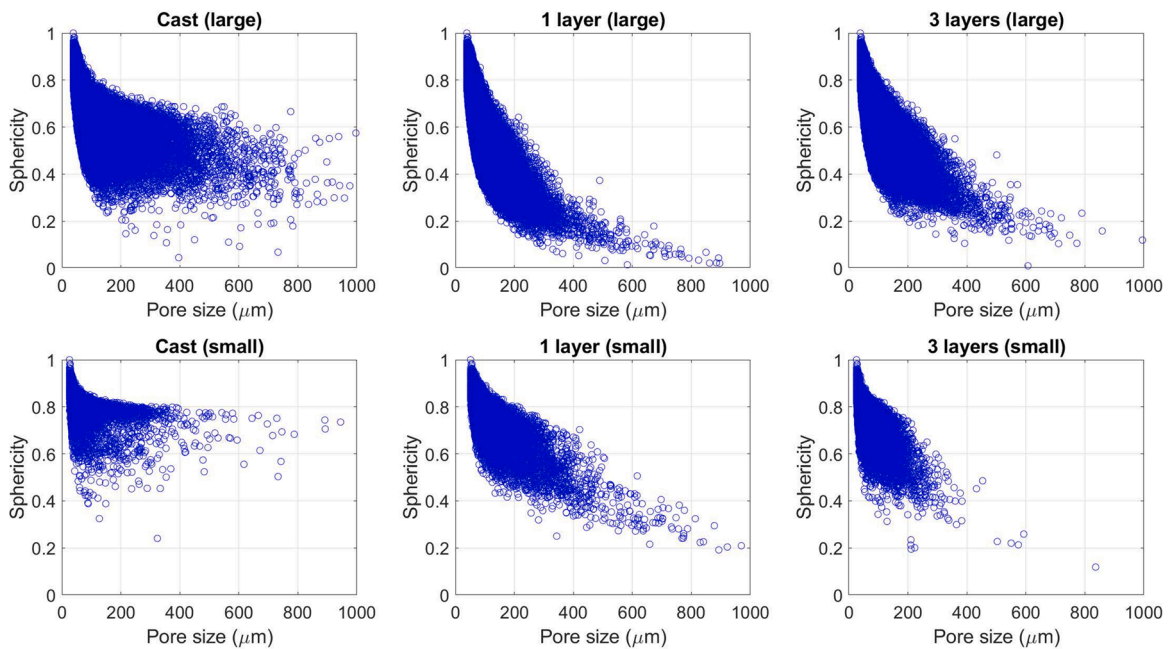 Cast (large)
1
0.8
0.6
0.4
0.2
0
Sphericity
0 200 400 600 800 1000
Pore size (μm)
1 layer (large)
1
0.8
0.6
0.4
0.2
0
Sphericity
0 200 400 600 800 1000
Pore size (μm)
3 layers (large)
1
0.8
0.6
0.4
0.2
0
Sphericity
0 200 400 600 800 1000
Pore size (μm)
Cast (small)
1
0.8
0.6
0.4
0.2
0
Sphericity
0 200 400 600 800 1000
Pore size (μm)
1 layer (small)
1
0.8
0.6
0.4
0.2
0
Sphericity
0 200 400 600 800 1000
Pore size (μm)
3 layers (small)
1
0.8
0.6
0.4
0.2
0
Sphericity
0 200 400 600 800 1000
Pore size (μm)